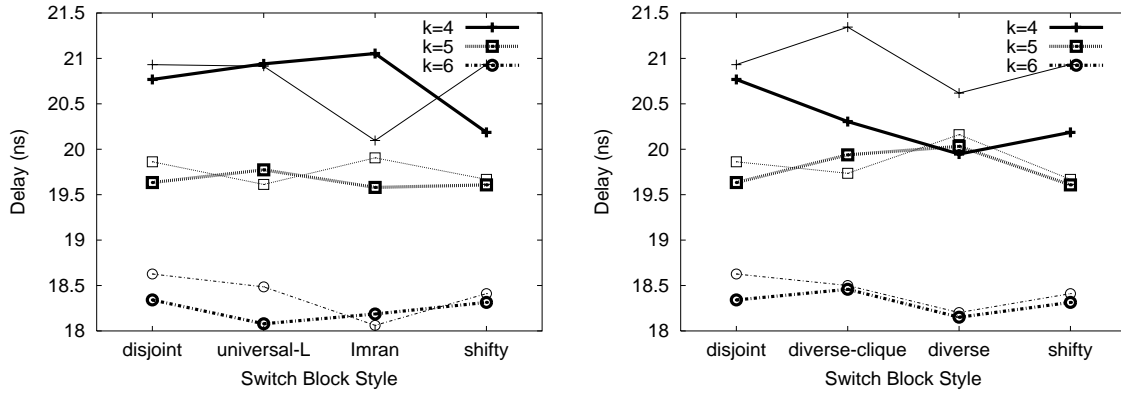 21.5
21
20.5
20
19.5
19
18.5
18
Delay (ns)
k=4
k=5
k=6
disjoint universal-L Imran shifty
Switch Block Style
21.5
21
20.5
20
19.5
19
18.5
18
Delay (ns)
k=4
k=5
k=6
disjoint diverse-clique diverse shifty
Switch Block Style